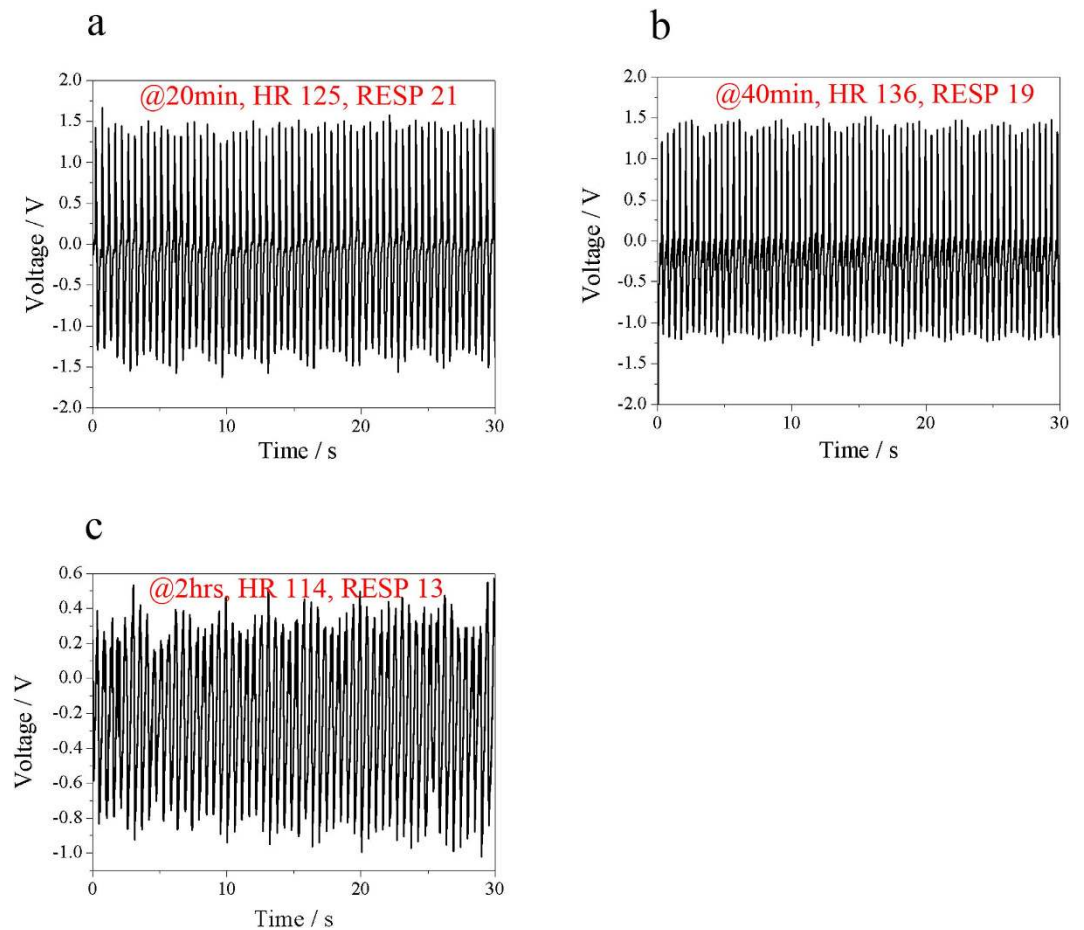 a
@20min, HR 125, RESP 21
2.0
1.5
1.0
0.5
0.0
-0.5
-1.0
-1.5
-2.0
Voltage / V
0 10 20 30
Time / s
b
@40min, HR 136, RESP 19
2.0
1.5
1.0
0.5
0.0
-0.5
-1.0
-1.5
-2.0
Voltage / V
0 10 20 30
Time / s
c
@2hrs, HR 114, RESP 13
0.6
0.4
0.2
0.0
-0.2
-0.4
-0.6
-0.8
-1.0
Voltage / V
0 10 20 30
Time / s